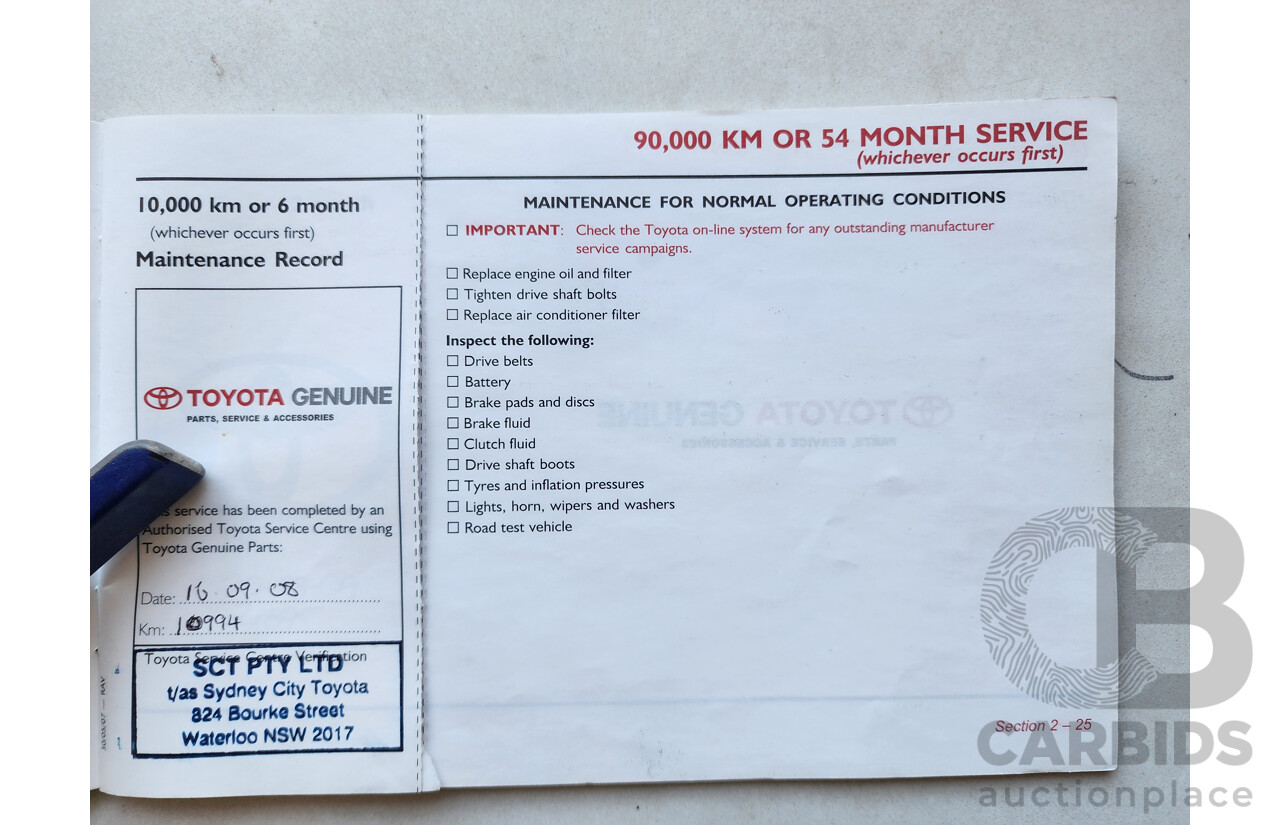 10,000 km or 6 month
(whichever occurs first)
Maintenance Record
TOYOTA GENUINE
PARTS, SERVICE & ACCESSORIES
service has been completed by an
Authorised Toyota Service Centre using
Toyota Genuine Parts:
Date: 16 09. 08
Km: 10994
Toyota Service Centre Verification
SCT PTY LTD
t/as Sydney City Toyota
824 Bourke Street
Waterloo NSW 2017
90,000 KM OR 54 MONTH SERVICE
(whichever occurs first)
MAINTENANCE FOR NORMAL OPERATING CONDITIONS
☐ IMPORTANT: Check the Toyota on-line system for any outstanding manufacturer
service campaigns.
☐ Replace engine oil and filter
☐ Tighten drive shaft bolts
☐ Replace air conditioner filter
Inspect the following:
☐ Drive belts
☐ Battery
☐ Brake pads and discs
☐ Brake fluid
☐ Clutch fluid
☐ Drive shaft boots
☐ Tyres and inflation pressures
☐ Lights, horn, wipers and washers
☐ Road test vehicle
Section 2 – 25
CARBIDS
auctionplace